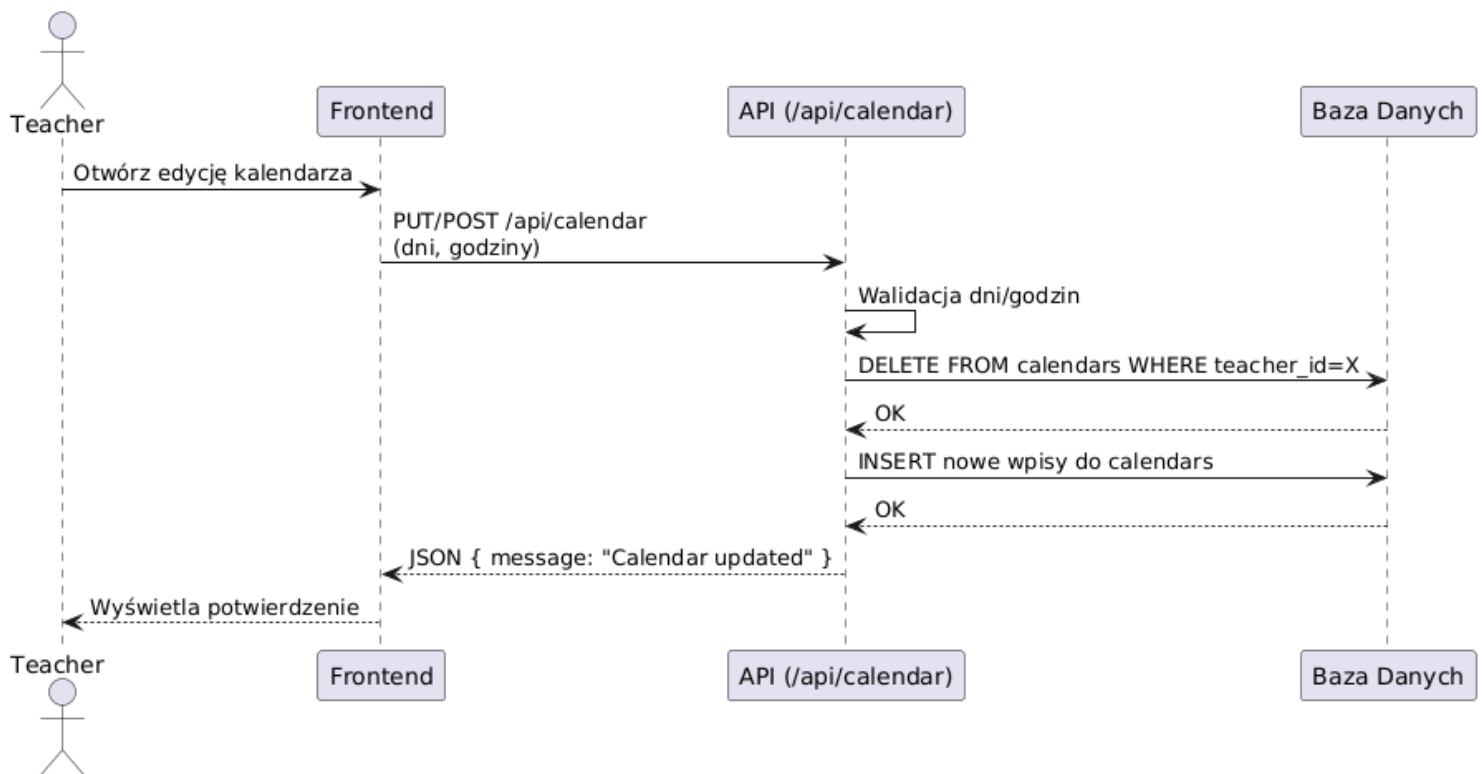 Teacher
Frontend
API (/api/calendar)
Baza Danych
Otwórz edycję kalendarza
PUT/POST /api/calendar
(dni, godziny)
Walidacja dni/godzin
DELETE FROM calendars WHERE teacher_id=X
OK
INSERT nowe wpisy do calendars
OK
JSON { message: "Calendar updated" }
Wyświetla potwierdzenie
Teacher
Frontend
API (/api/calendar)
Baza Danych